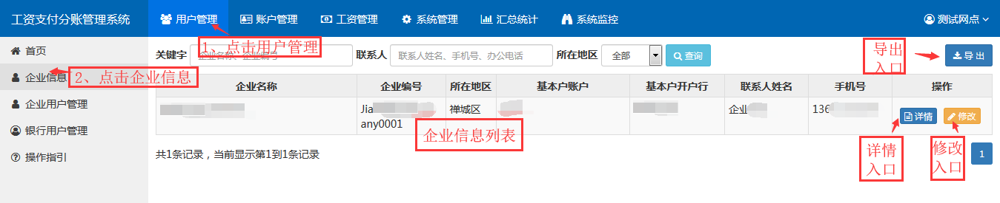 工资支付分账管理系统 用户管理 账户管理 工资管理 系统管理 汇总统计 系统监控 测试网点
首页
企业信息
企业用户管理
银行用户管理
操作指引
1、点击用户管理
2、点击企业信息
关键字 企业名称、企业编号 联系人 联系人姓名、手机号、办公电话 所在地区 全部 查询
导出
入口
导出
企业名称 企业编号 所在地区 基本户账户 基本户开户行 联系人姓名 手机号 操作
Jia 禅城区 企业 136 详情 修改
any0001
企业信息列表
详情
入口
修改
入口
共1条记录，当前显示第1到1条记录
1